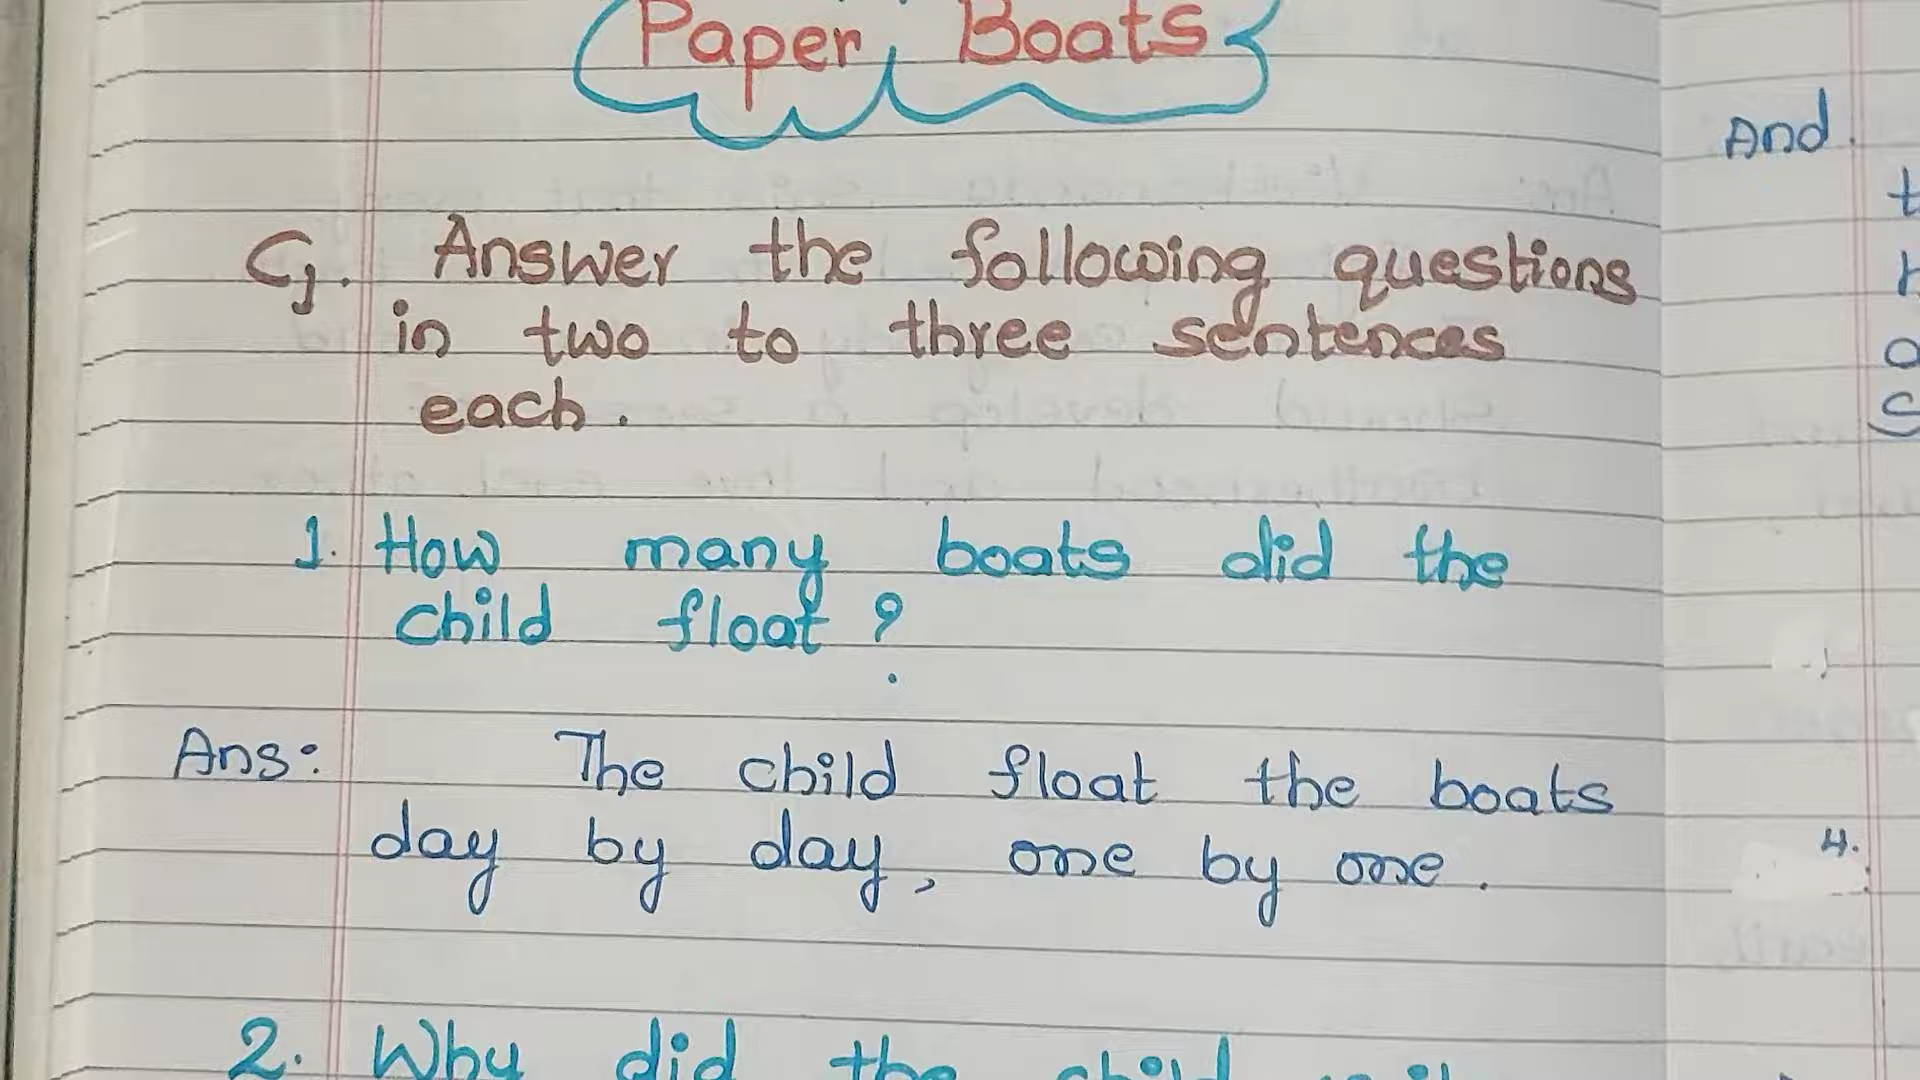 Paper Boats
C). Answer the following questions
in two to three sentences
each.
1. How many boats did the
child float?
Ans: The child float the boats
day by day, one by one.
2. Why did the child
And
4.